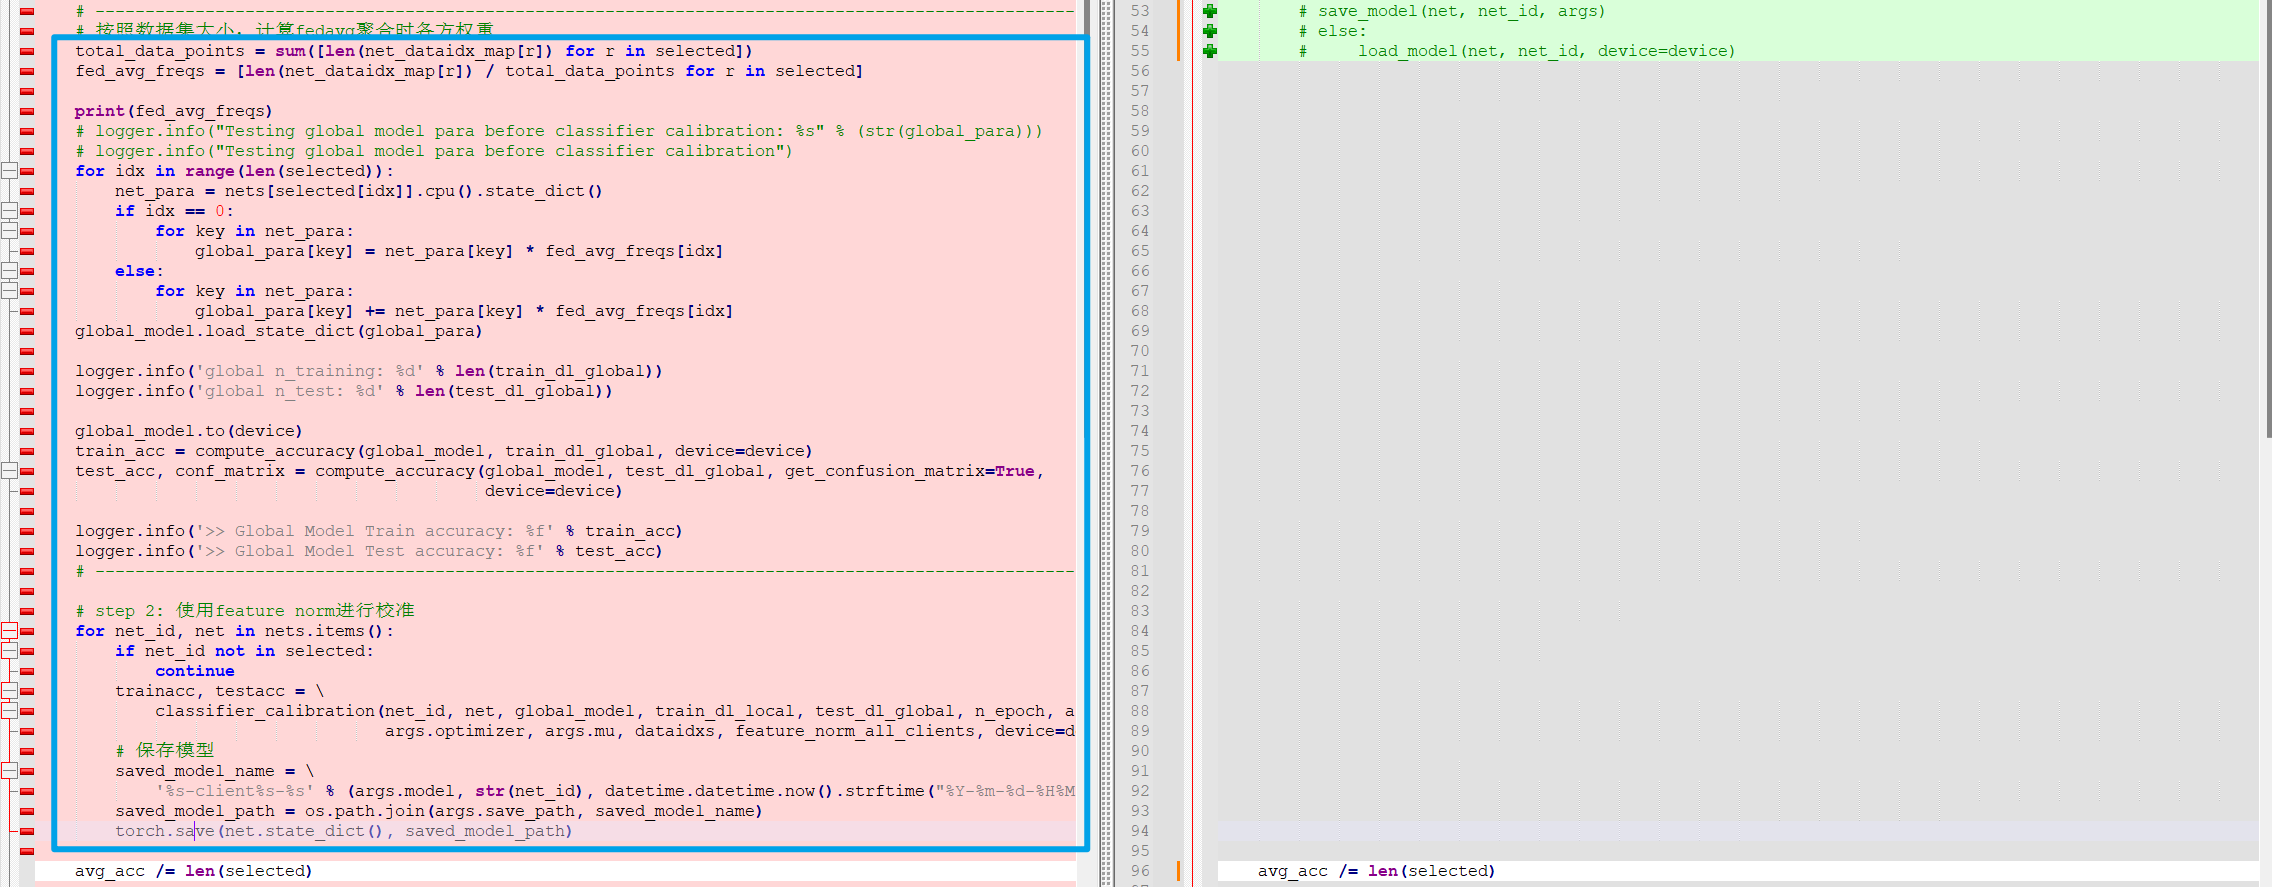 # --------------------------------------------------------------------------------------------------
# 按照数据集大小，计算fedavg聚合时各方权重
total_data_points = sum([len(net_dataidx_map[r]) for r in selected])
fed_avg_freqs = [len(net_dataidx_map[r]) / total_data_points for r in selected]
print(fed_avg_freqs)
# logger.info("Testing global model para before classifier calibration: %s" % (str(global_para)))
# logger.info("Testing global model para before classifier calibration")
for idx in range(len(selected)):
    net_para = nets[selected[idx]].cpu().state_dict()
    if idx == 0:
        for key in net_para:
            global_para[key] = net_para[key] * fed_avg_freqs[idx]
    else:
        for key in net_para:
            global_para[key] += net_para[key] * fed_avg_freqs[idx]
global_model.load_state_dict(global_para)
logger.info('global n_training: %d' % len(train_dl_global))
logger.info('global n_test: %d' % len(test_dl_global))
global_model.to(device)
train_acc = compute_accuracy(global_model, train_dl_global, device=device)
test_acc, conf_matrix = compute_accuracy(global_model, test_dl_global, get_confusion_matrix=True,
                                         device=device)
logger.info('>> Global Model Train accuracy: %f' % train_acc)
logger.info('>> Global Model Test accuracy: %f' % test_acc)
# --------------------------------------------------------------------------------------------------
# step 2: 使用feature norm进行校准
for net_id, net in nets.items():
    if net_id not in selected:
        continue
    trainacc, testacc = \
        classifier_calibration(net_id, net, global_model, train_dl_local, test_dl_global, n_epoch, a
                               args.optimizer, args.mu, dataidxs, feature_norm_all_clients, device=d
    # 保存模型
    saved_model_name = \
        '%s-client%s-%s' % (args.model, str(net_id), datetime.datetime.now().strftime("%Y-%m-%d-%H%M
    saved_model_path = os.path.join(args.save_path, saved_model_name)
    torch.save(net.state_dict(), saved_model_path)
avg_acc /= len(selected)
53 # save_model(net, net_id, args)
54 # else:
55 #     load_model(net, net_id, device=device)
56
57
58
59
60
61
62
63
64
65
66
67
68
69
70
71
72
73
74
75
76
77
78
79
80
81
82
83
84
85
86
87
88
89
90
91
92
93
94
95
96 avg_acc /= len(selected)